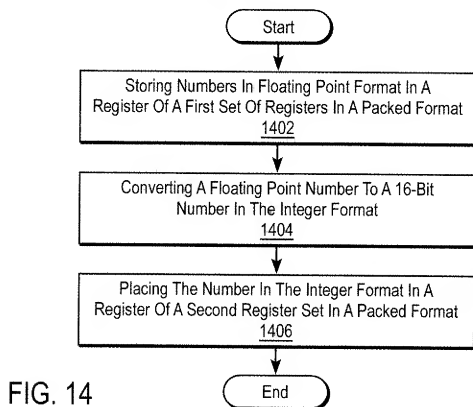 Start
Storing Numbers In Floating Point Format In A
Register Of A First Set Of Registers In A Packed Format
1402
Converting A Floating Point Number To A 16-Bit
Number In The Integer Format
1404
Placing The Number In The Integer Format In A
Register Of A Second Register Set In A Packed Format
1406
End
FIG. 14